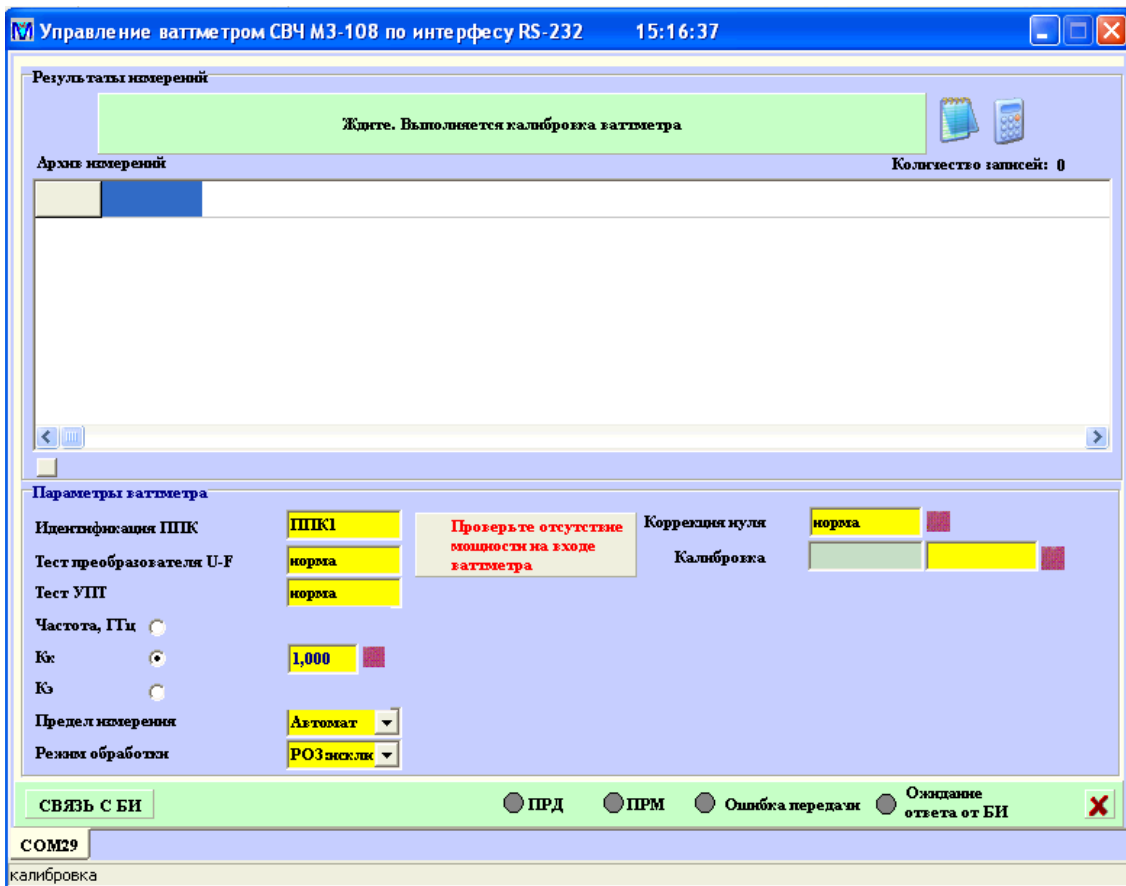 Управление ваттметром СВЧ М3-108 по интерфесу RS-232 15:16:37
Результаты измерений
Ждите. Выполняется калибровка ваттметра
Архив измерений
Количество записей: 0
Параметры ваттметра
Идентификация ППК
ППК1
Проверьте отсутствие
мощности на входе
ваттметра
Коррекция нуля
норма
Тест преобразователя U-F
норма
Калибровка
Тест УПТ
норма
Частота, ГГц
Кк
1,000
Кэ
Предел измерения
Автомат
Режим обработки
РОЗ:исклк
СВЯЗЬ С БИ
ПРД
ПРМ
Ошибка передачи
Ожидание
ответа от БИ
COM29
калибровка